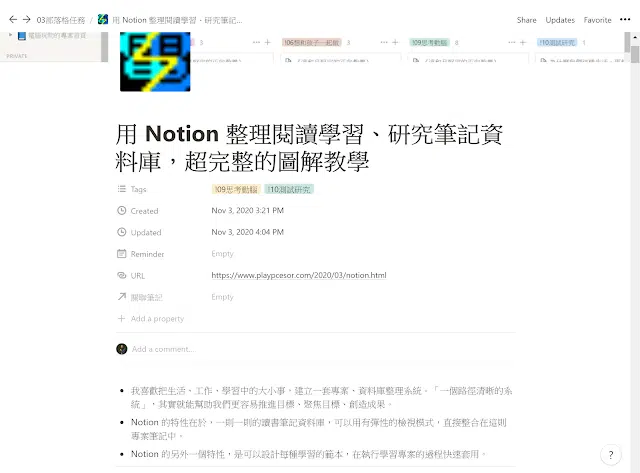 03部落格任務 / 用 Notion 整理閱讀學習、研究筆記...
Share Updates Favorite
電腦玩物的專案首頁
PRIVATE
3
!06想和孩子一起做 3
!09思考動腦 8
!10測試研究 1
用 Notion 整理閱讀學習、研究筆記資
料庫，超完整的圖解教學
Tags !09思考動腦 !10測試研究
Created Nov 3, 2020 3:21 PM
Updated Nov 3, 2020 4:04 PM
Reminder Empty
URL https://www.playpcesor.com/2020/03/notion.html
關聯筆記 Empty
Add a property
Add a comment...
我喜歡把生活、工作、學習中的大小事，建立一套專案、資料庫整理系統。「一個路徑清晰的系
統」，其實就能幫助我們更容易推進目標、聚焦目標、創造成果。
Notion 的特性在於，一則一則的讀書筆記資料庫，可以用有彈性的檢視模式，直接整合在這則
專案筆記中。
Notion 的另外一個特性，是可以設計每種學習的範本，在執行學習專案的過程快速套用。
?